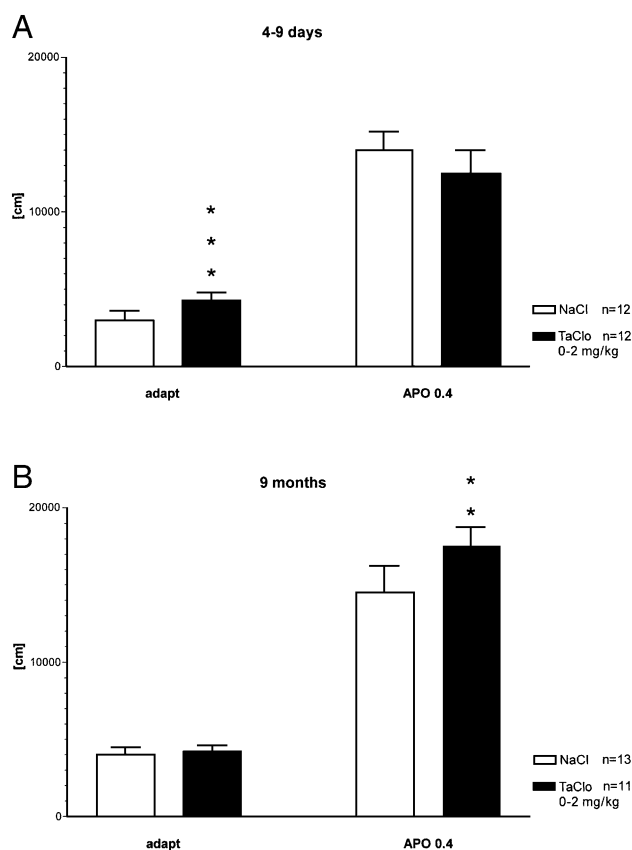 A
4-9 days
20000
[cm]
10000
*
*
*
0
adapt
APO 0.4
NaCl n=12
TaClo n=12
0-2 mg/kg
B
9 months
20000
[cm]
10000
*
*
0
adapt
APO 0.4
NaCl n=13
TaClo n=11
0-2 mg/kg